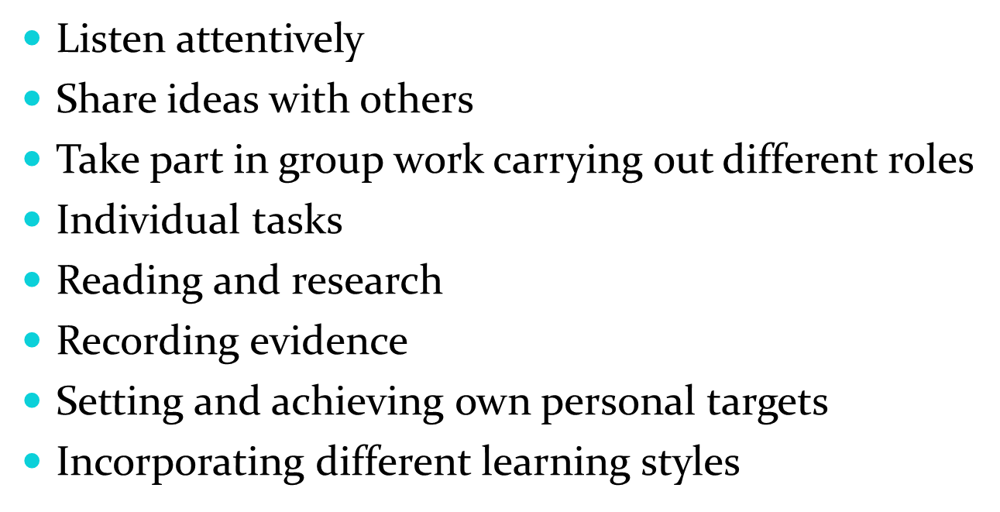 • Listen attentively
• Share ideas with others
• Take part in group work carrying out different roles
• Individual tasks
• Reading and research
• Recording evidence
• Setting and achieving own personal targets
• Incorporating different learning styles